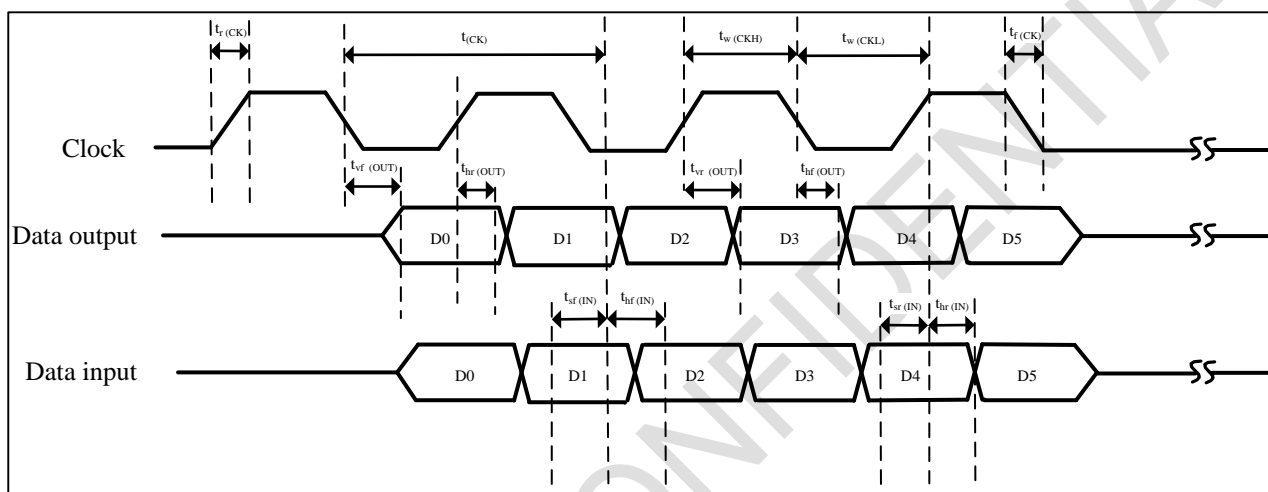 tr (CK)
t(CK)
tw (CKH)
tw (CKL)
tf (CK)
Clock
tvf (OUT)
thr (OUT)
tvr (OUT)
thf (OUT)
Data output
D0
D1
D2
D3
D4
D5
tsf (IN)
thf (IN)
tsr (IN)
thr (IN)
Data input
D0
D1
D2
D3
D4
D5
ONFIDENTIA